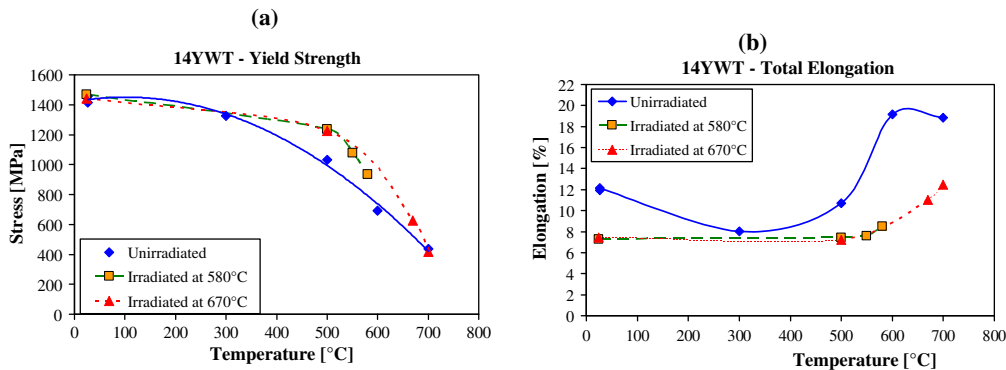 (a)
14YWT - Yield Strength
1600
1400
1200
1000
800
600
400
200
0
Stress [MPa]
Unirradiated
Irradiated at 580°C
Irradiated at 670°C
0 100 200 300 400 500 600 700 800
Temperature [°C]
(b)
14YWT - Total Elongation
22
20
18
16
14
12
10
8
6
4
2
0
Elongation [%]
Unirradiated
Irradiated at 580°C
Irradiated at 670°C
0 100 200 300 400 500 600 700 800
Temperature [°C]